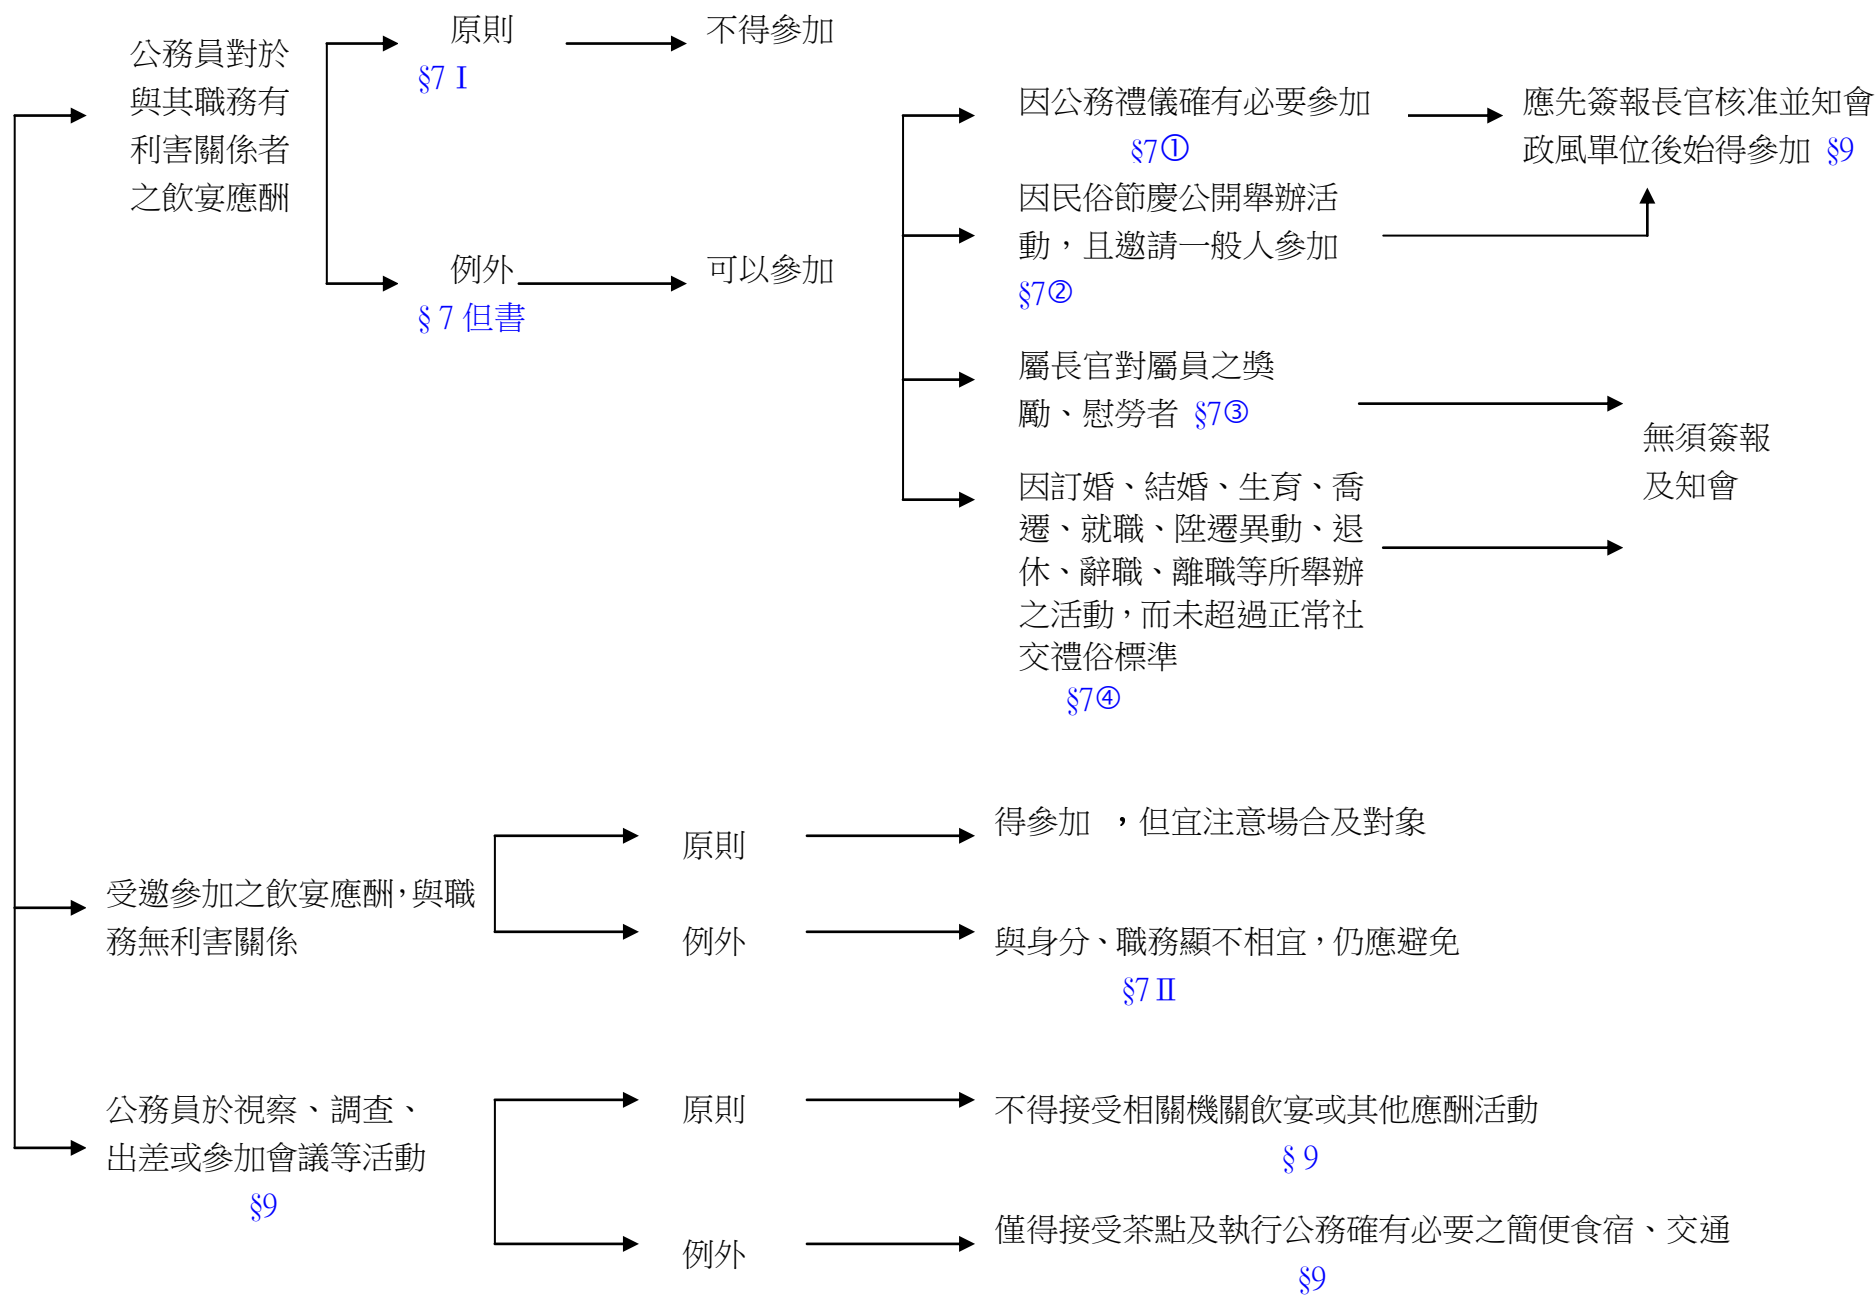 公務員對於
與其職務有
利害關係者
之飲宴應酬
原則
§7 I
不得參加
例外
§7 但書
可以參加
因公務禮儀確有必要參加
§7①
應先簽報長官核准並知會
政風單位後始得參加 §9
因民俗節慶公開舉辦活
動，且邀請一般人參加
§7②
屬長官對屬員之獎
勵、慰勞者 §7③
因訂婚、結婚、生育、喬
遷、就職、陞遷異動、退
休、辭職、離職等所舉辦
之活動，而未超過正常社
交禮俗標準
§7④
無須簽報
及知會
受邀參加之飲宴應酬，與職
務無利害關係
原則
得參加 ，但宜注意場合及對象
例外
與身分、職務顯不相宜，仍應避免
§7Ⅱ
公務員於視察、調查、
出差或參加會議等活動
§9
原則
不得接受相關機關飲宴或其他應酬活動
§ 9
例外
僅得接受茶點及執行公務確有必要之簡便食宿、交通
§9